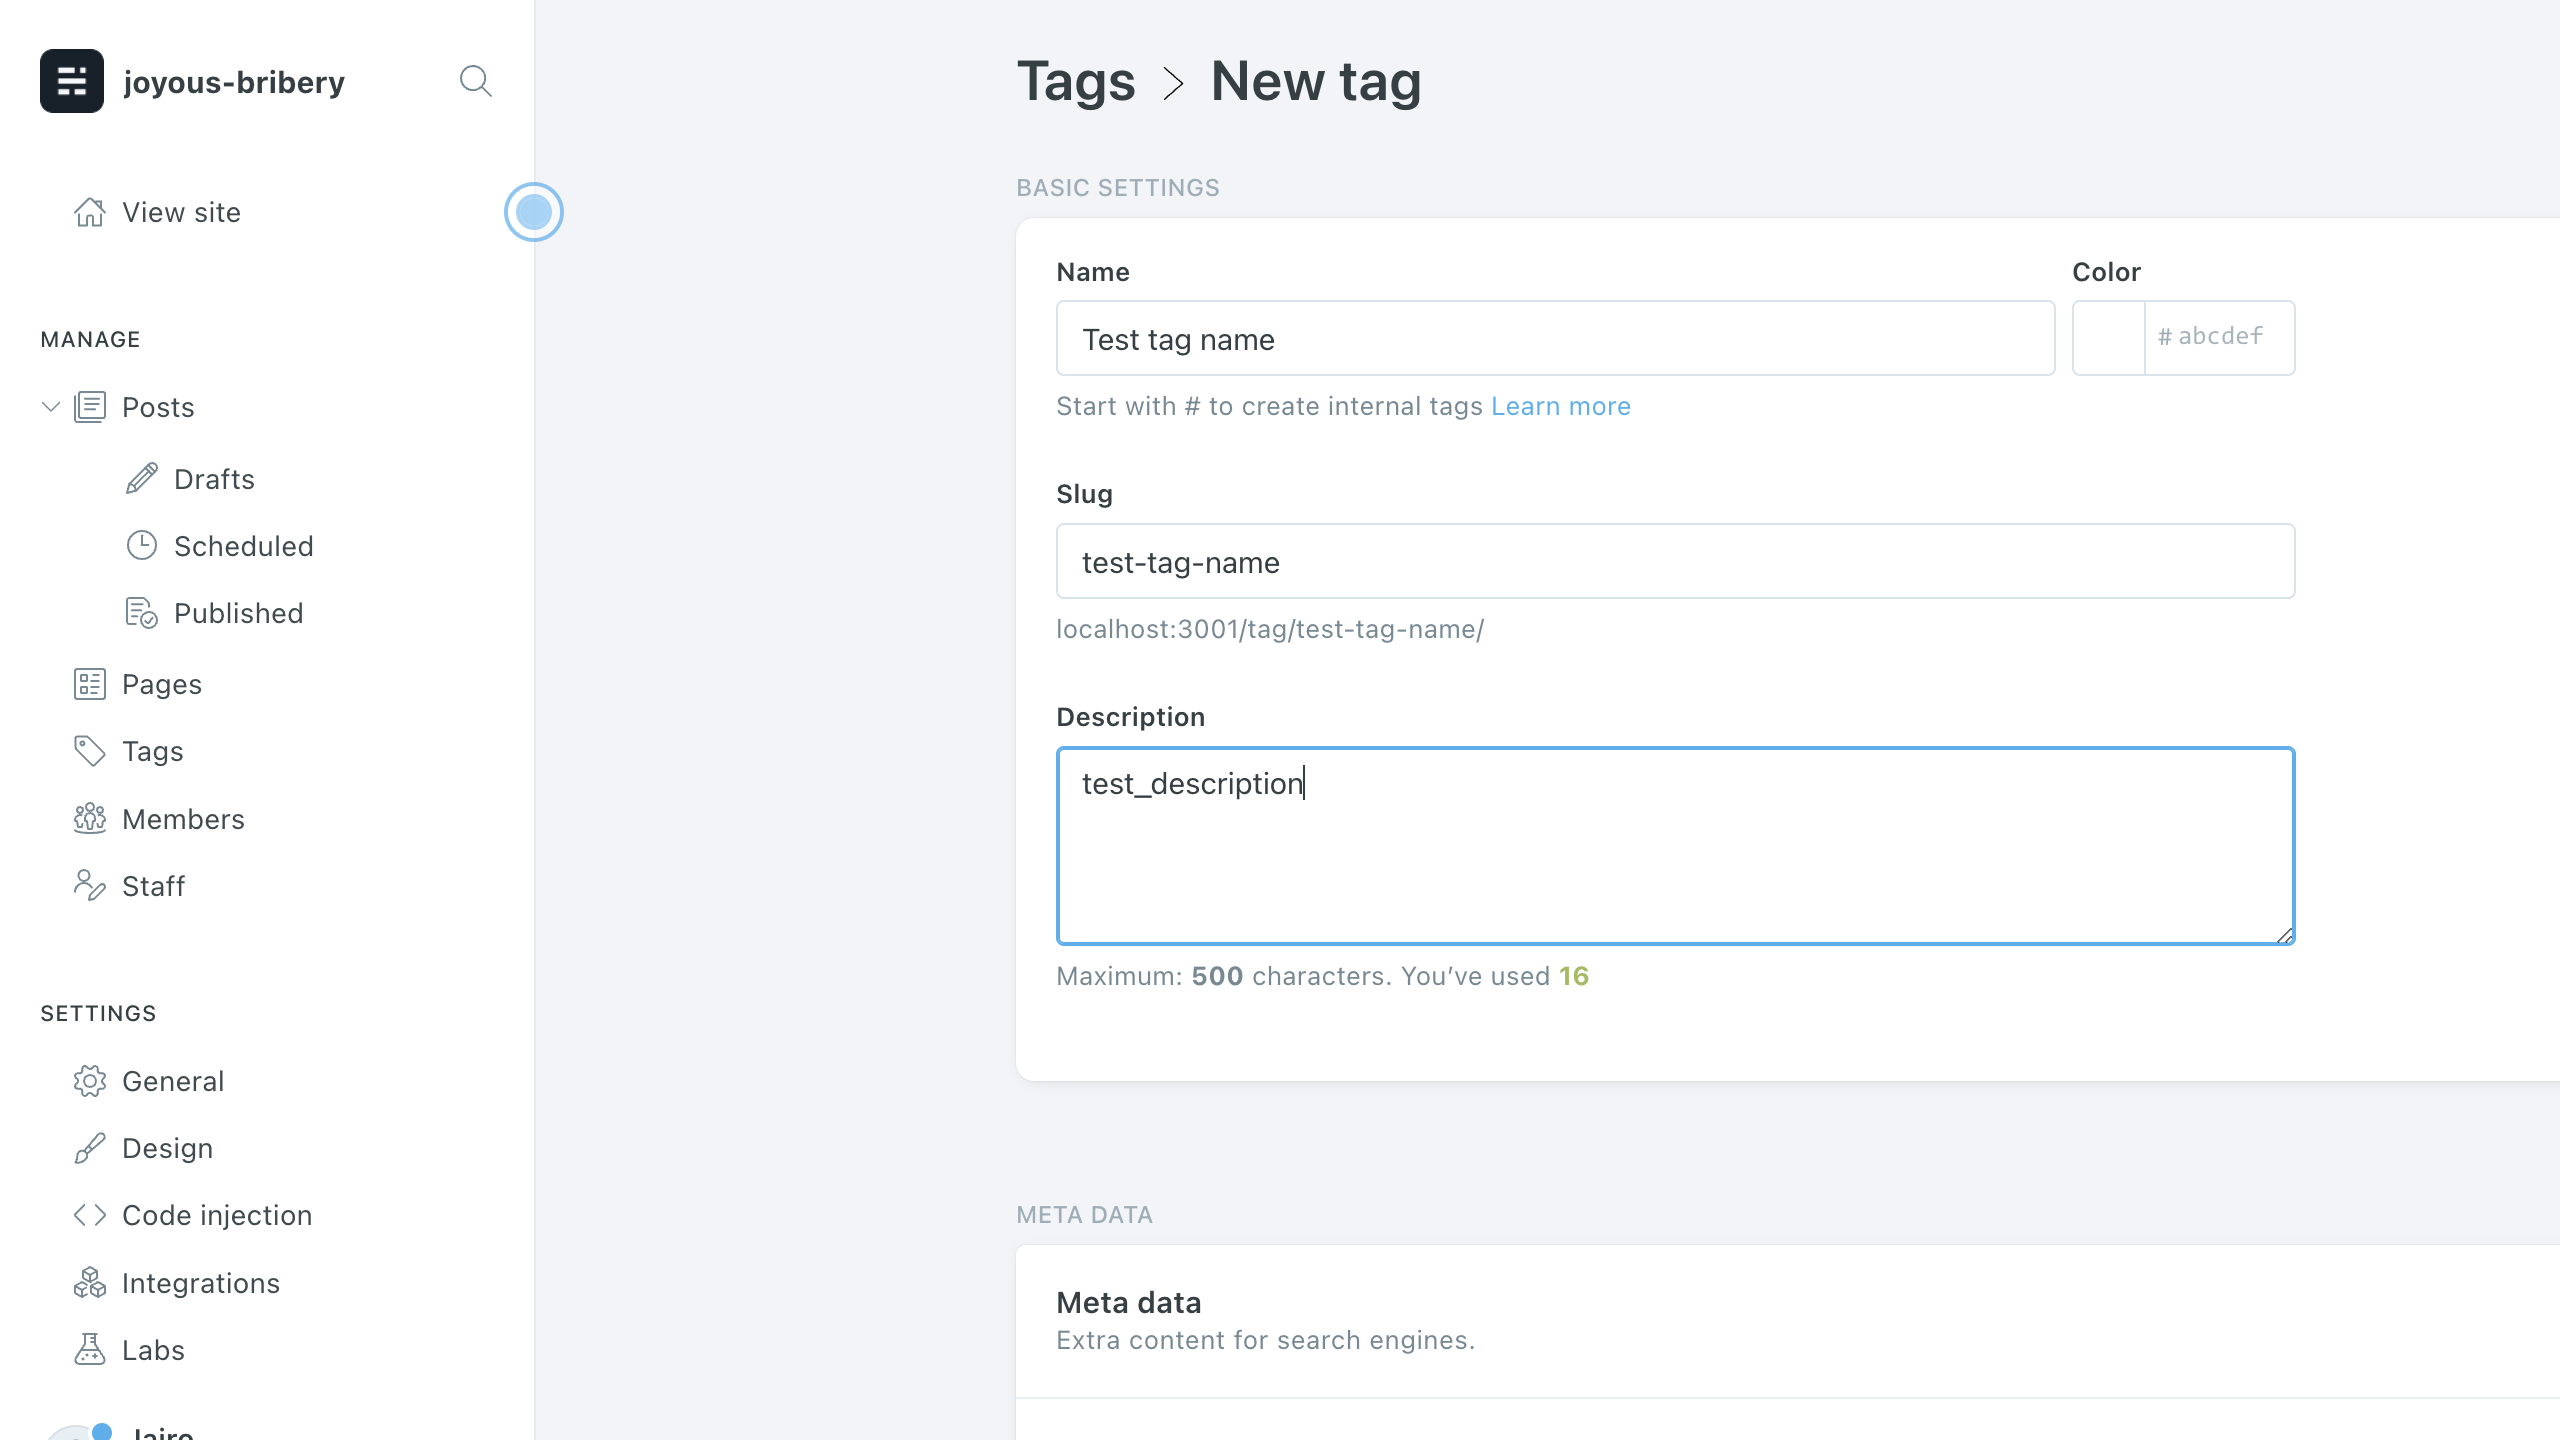 joyous-bribery
View site
MANAGE
Posts
Drafts
Scheduled
Published
Pages
Tags
Members
Staff
SETTINGS
General
Design
Code injection
Integrations
Labs
Jairo
Tags > New tag
BASIC SETTINGS
Name
Color
Test tag name
# abcdef
Start with # to create internal tags Learn more
Slug
test-tag-name
localhost:3001/tag/test-tag-name/
Description
test_description
Maximum: 500 characters. You’ve used 16
META DATA
Meta data
Extra content for search engines.